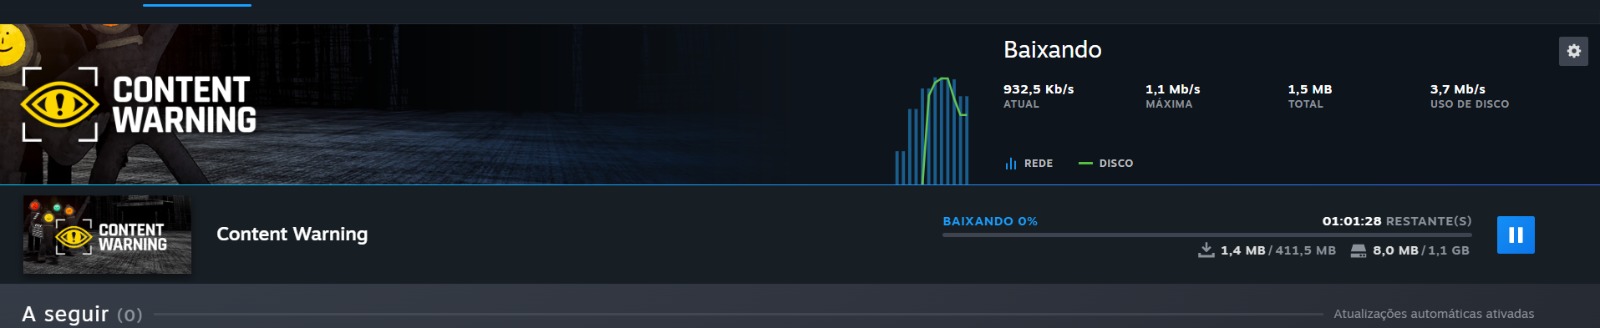 CONTENT
WARNING
Baixando
932,5 Kb/s
ATUAL
1,1 Mb/s
MÁXIMA
1,5 MB
TOTAL
3,7 Mb/s
USO DE DISCO
REDE
DISCO
CONTENT
WARNING
Content Warning
BAIXANDO 0%
01:01:28 RESTANTE(S)
1,4 MB / 411,5 MB
8,0 MB / 1,1 GB
A seguir (0)
Atualizações automáticas ativadas